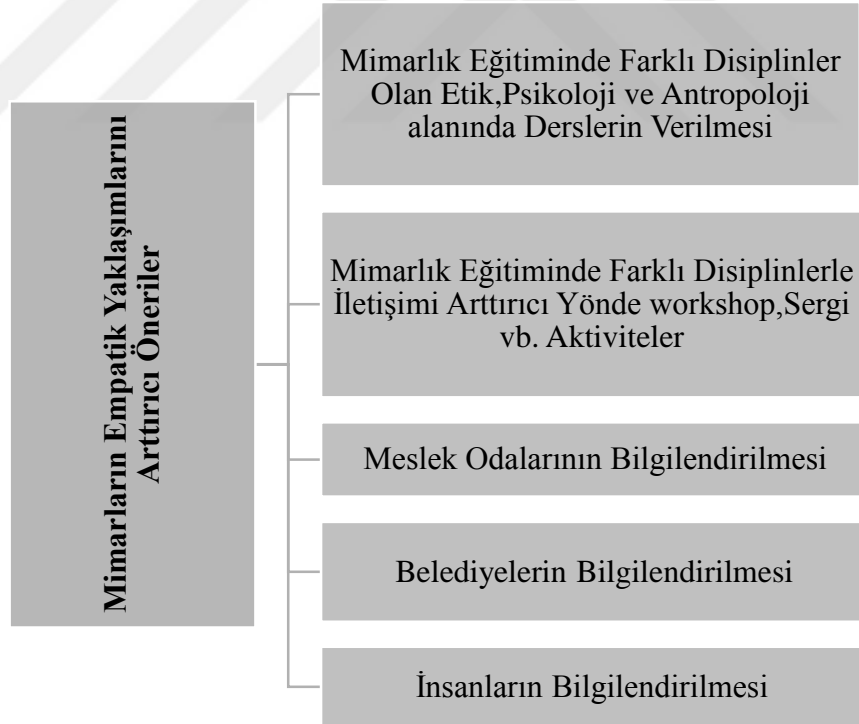 Mimarların Empatik Yaklaşımlarını
Arttırıcı Öneriler
Mimarlık Eğitiminde Farklı Disiplinler
Olan Etik,Psikoloji ve Antropoloji
alanında Derslerin Verilmesi
Mimarlık Eğitiminde Farklı Disiplinlerle
İletişimi Arttırıcı Yönde workshop,Sergi
vb. Aktiviteler
Meslek Odalarının Bilgilendirilmesi
Belediyelerin Bilgilendirilmesi
İnsanların Bilgilendirilmesi